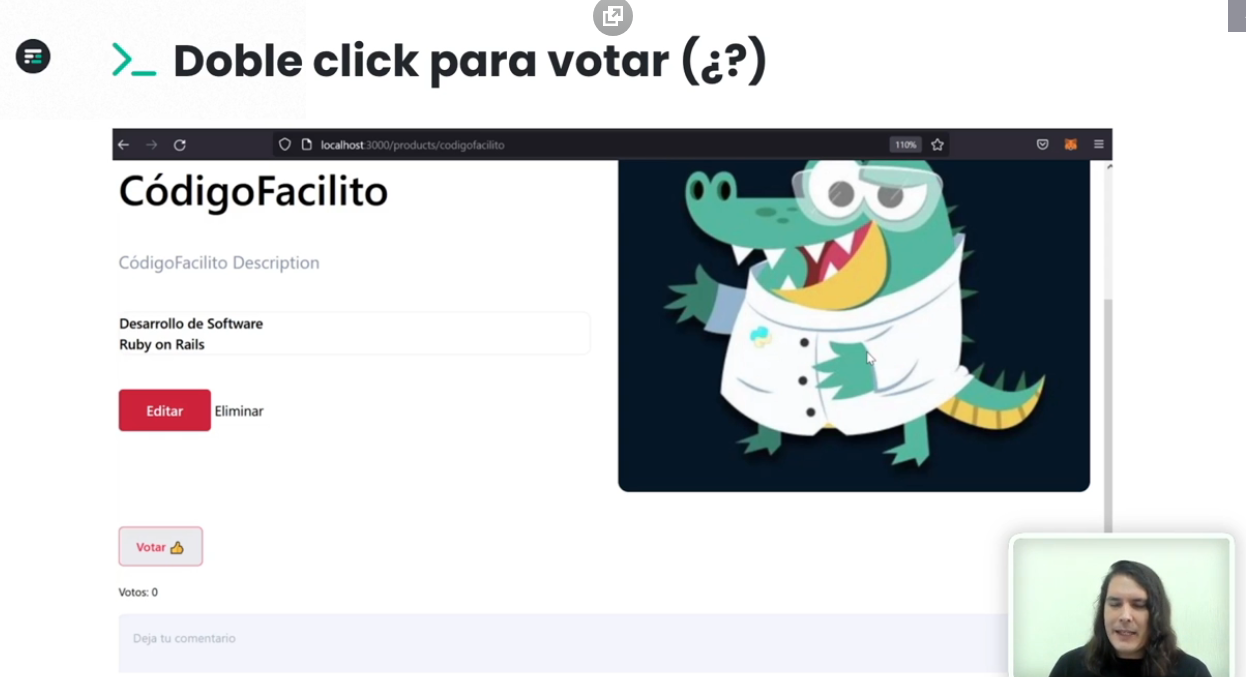 >_ Doble click para votar (¿?)
localhost:3000/products/codigofacilito
110%
CódigoFacilito
CódigoFacilito Description
Desarrollo de Software
Ruby on Rails
Editar Eliminar
Votar 👍
Votos: 0
Deja tu comentario